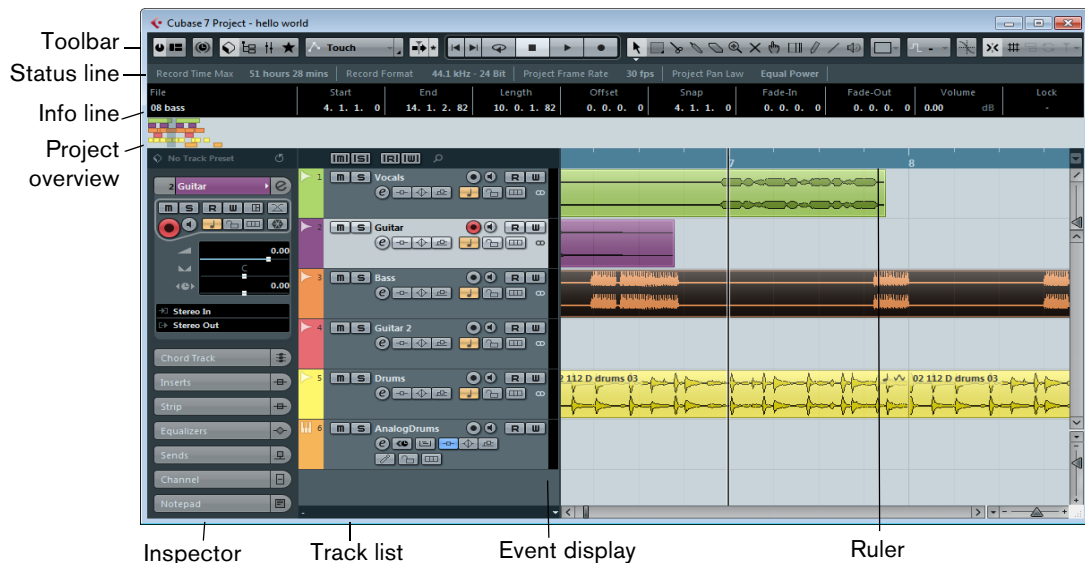 Cubase 7 Project - hello world
Toolbar
Touch
Status line
Record Time Max 51 hours 28 mins Record Format 44.1 kHz - 24 Bit Project Frame Rate 30 fps Project Pan Law Equal Power
Info line
File Start End Length Offset Snap Fade-In Fade-Out Volume Lock
08 bass 4. 1. 1. 0 14. 1. 2. 82 10. 0. 1. 82 0. 0. 0. 0 4. 1. 1. 0 0. 0. 0. 0 0. 0. 0. 0 0.00 dB -
Project
overview
No Track Preset
M S R W
7 8
2 Guitar
m S R W
0.00
C
0.00
Stereo In
Stereo Out
Chord Track
Inserts
Strip
Equalizers
Sends
Channel
Notepad
1 m S Vocals R W
e
2 m S Guitar R W
e
3 m S Bass R W
e
4 m S Guitar 2 R W
e
5 m S Drums R W
e
6 m S AnalogDrums R W
e
02 112 D drums 03
02 112 D drums 03
Inspector
Track list
Event display
Ruler